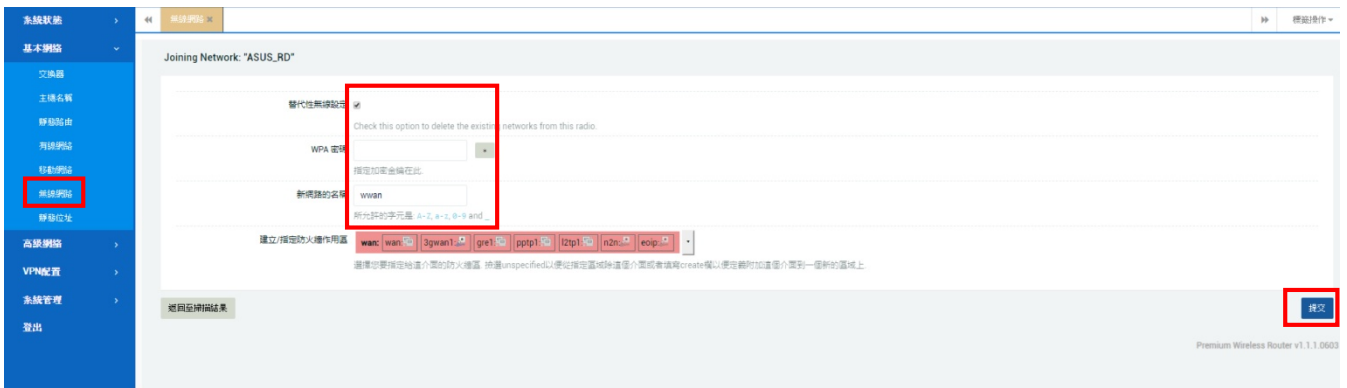 系統狀態
基本網絡
交換器
主機名稱
靜態路由
有線網絡
移動網絡
無線網絡
靜態位址
高級網絡
VPN配置
系統管理
登出
無線網絡
標籤操作
Joining Network: "ASUS_RD"
替代性無線設定
Check this option to delete the existing networks from this radio.
WPA 密碼
指定加密金鑰在此.
新網路的名稱 wwan
所允許的字元是: A-Z, a-z, 0-9 and _
建立/指定防火牆作用區 wan: wan: 3gwan1: gre1: pptp1: l2tp1: n2n: eoip:
選擇您要指定給這介面的防火牆區. 撿選unspecified以便從指定區域除這個介面或者填寫create欄以便定義附加這個介面到一個新的區域上.
返回至掃描結果
提交
Premium Wireless Router v1.1.1.0603